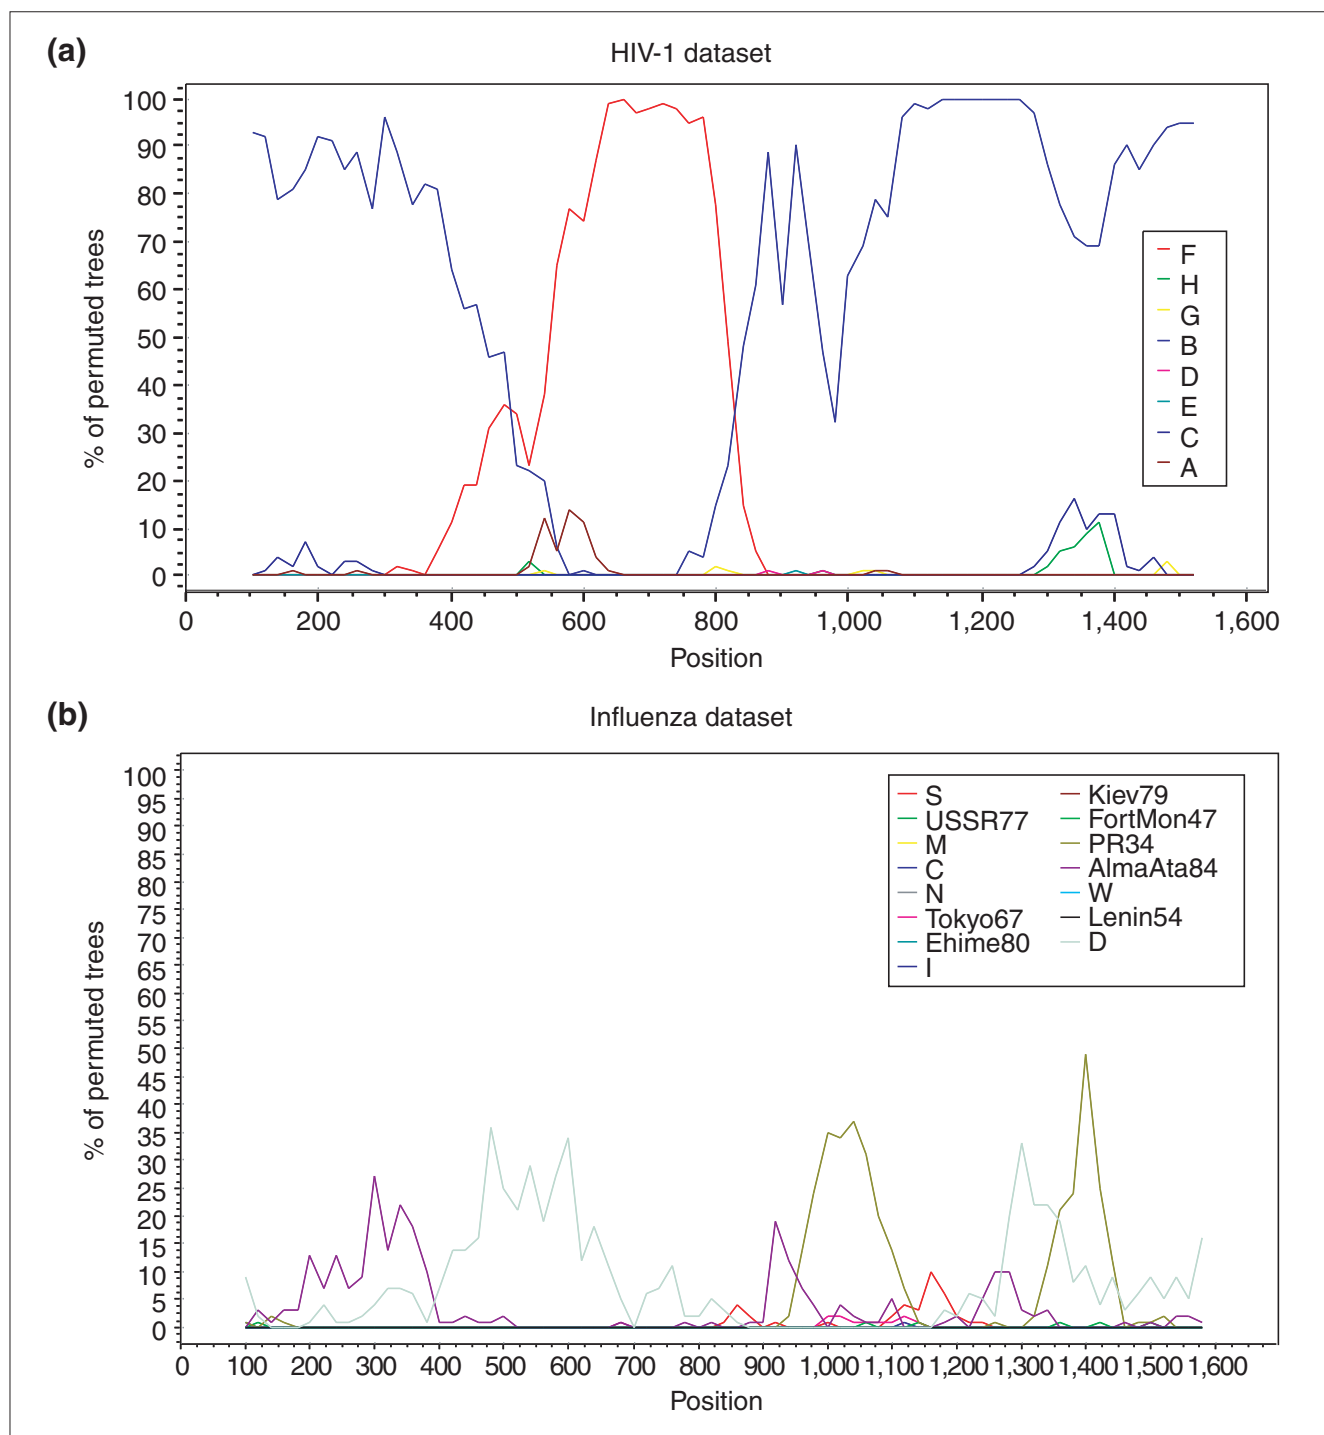 (a)
HIV-1 dataset
% of permuted trees
100
90
80
70
60
50
40
30
20
10
0
F
H
G
B
D
E
C
A
0 200 400 600 800 1,000 1,200 1,400 1,600
Position
(b)
Influenza dataset
% of permuted trees
100
95
90
85
80
75
70
65
60
55
50
45
40
35
30
25
20
15
10
5
0
S
USSR77
M
C
N
Tokyo67
Ehime80
I
Kiev79
FortMon47
PR34
AlmaAta84
W
Lenin54
D
0 100 200 300 400 500 600 700 800 900 1,000 1,100 1,200 1,300 1,400 1,500 1,600
Position